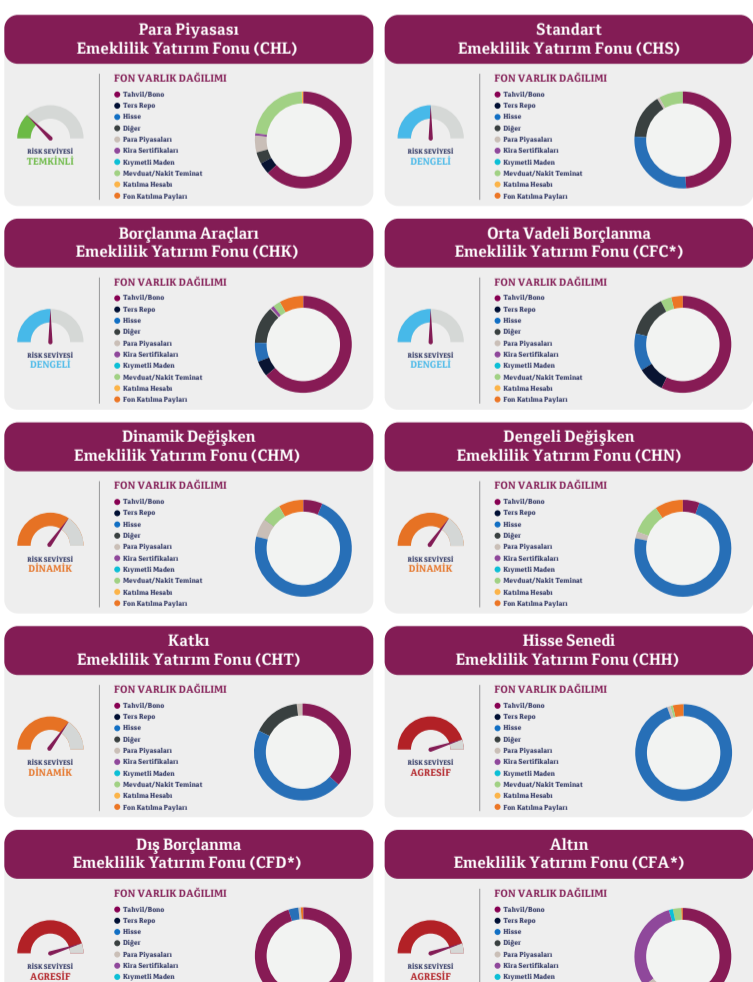 Para Piyasası
Emeklilik Yatırım Fonu (CHL)
FON VARLIK DAĞILIMI
Tahvil/Bono
Ters Repo
Hisse
Diğer
Para Piyasaları
Kira Sertifikaları
Kıymetli Maden
Mevduat/Nakit Teminat
Katılma Hesabı
Fon Katılma Payları
RİSK SEVİYESİ
TEMKİNLİ
Standart
Emeklilik Yatırım Fonu (CHS)
FON VARLIK DAĞILIMI
Tahvil/Bono
Ters Repo
Hisse
Diğer
Para Piyasaları
Kira Sertifikaları
Kıymetli Maden
Mevduat/Nakit Teminat
Katılma Hesabı
Fon Katılma Payları
RİSK SEVİYESİ
DENGELİ
Borçlanma Araçları
Emeklilik Yatırım Fonu (CHK)
FON VARLIK DAĞILIMI
Tahvil/Bono
Ters Repo
Hisse
Diğer
Para Piyasaları
Kira Sertifikaları
Kıymetli Maden
Mevduat/Nakit Teminat
Katılma Hesabı
Fon Katılma Payları
RİSK SEVİYESİ
DENGELİ
Orta Vadeli Borçlanma
Emeklilik Yatırım Fonu (CFC*)
FON VARLIK DAĞILIMI
Tahvil/Bono
Ters Repo
Hisse
Diğer
Para Piyasaları
Kira Sertifikaları
Kıymetli Maden
Mevduat/Nakit Teminat
Katılma Hesabı
Fon Katılma Payları
RİSK SEVİYESİ
DENGELİ
Dinamik Değişken
Emeklilik Yatırım Fonu (CHM)
FON VARLIK DAĞILIMI
Tahvil/Bono
Ters Repo
Hisse
Diğer
Para Piyasaları
Kira Sertifikaları
Kıymetli Maden
Mevduat/Nakit Teminat
Katılma Hesabı
Fon Katılma Payları
RİSK SEVİYESİ
DİNAMİK
Dengeli Değişken
Emeklilik Yatırım Fonu (CHN)
FON VARLIK DAĞILIMI
Tahvil/Bono
Ters Repo
Hisse
Diğer
Para Piyasaları
Kira Sertifikaları
Kıymetli Maden
Mevduat/Nakit Teminat
Katılma Hesabı
Fon Katılma Payları
RİSK SEVİYESİ
DİNAMİK
Katkı
Emeklilik Yatırım Fonu (CHT)
FON VARLIK DAĞILIMI
Tahvil/Bono
Ters Repo
Hisse
Diğer
Para Piyasaları
Kira Sertifikaları
Kıymetli Maden
Mevduat/Nakit Teminat
Katılma Hesabı
Fon Katılma Payları
RİSK SEVİYESİ
DİNAMİK
Hisse Senedi
Emeklilik Yatırım Fonu (CHH)
FON VARLIK DAĞILIMI
Tahvil/Bono
Ters Repo
Hisse
Diğer
Para Piyasaları
Kira Sertifikaları
Kıymetli Maden
Mevduat/Nakit Teminat
Katılma Hesabı
Fon Katılma Payları
RİSK SEVİYESİ
AGRESİF
Dış Borçlanma
Emeklilik Yatırım Fonu (CFD*)
FON VARLIK DAĞILIMI
Tahvil/Bono
Ters Repo
Hisse
Diğer
Para Piyasaları
Kira Sertifikaları
Kıymetli Maden
RİSK SEVİYESİ
AGRESİF
Altın
Emeklilik Yatırım Fonu (CFA*)
FON VARLIK DAĞILIMI
Tahvil/Bono
Ters Repo
Hisse
Diğer
Para Piyasaları
Kira Sertifikaları
Kıymetli Maden
RİSK SEVİYESİ
AGRESİF